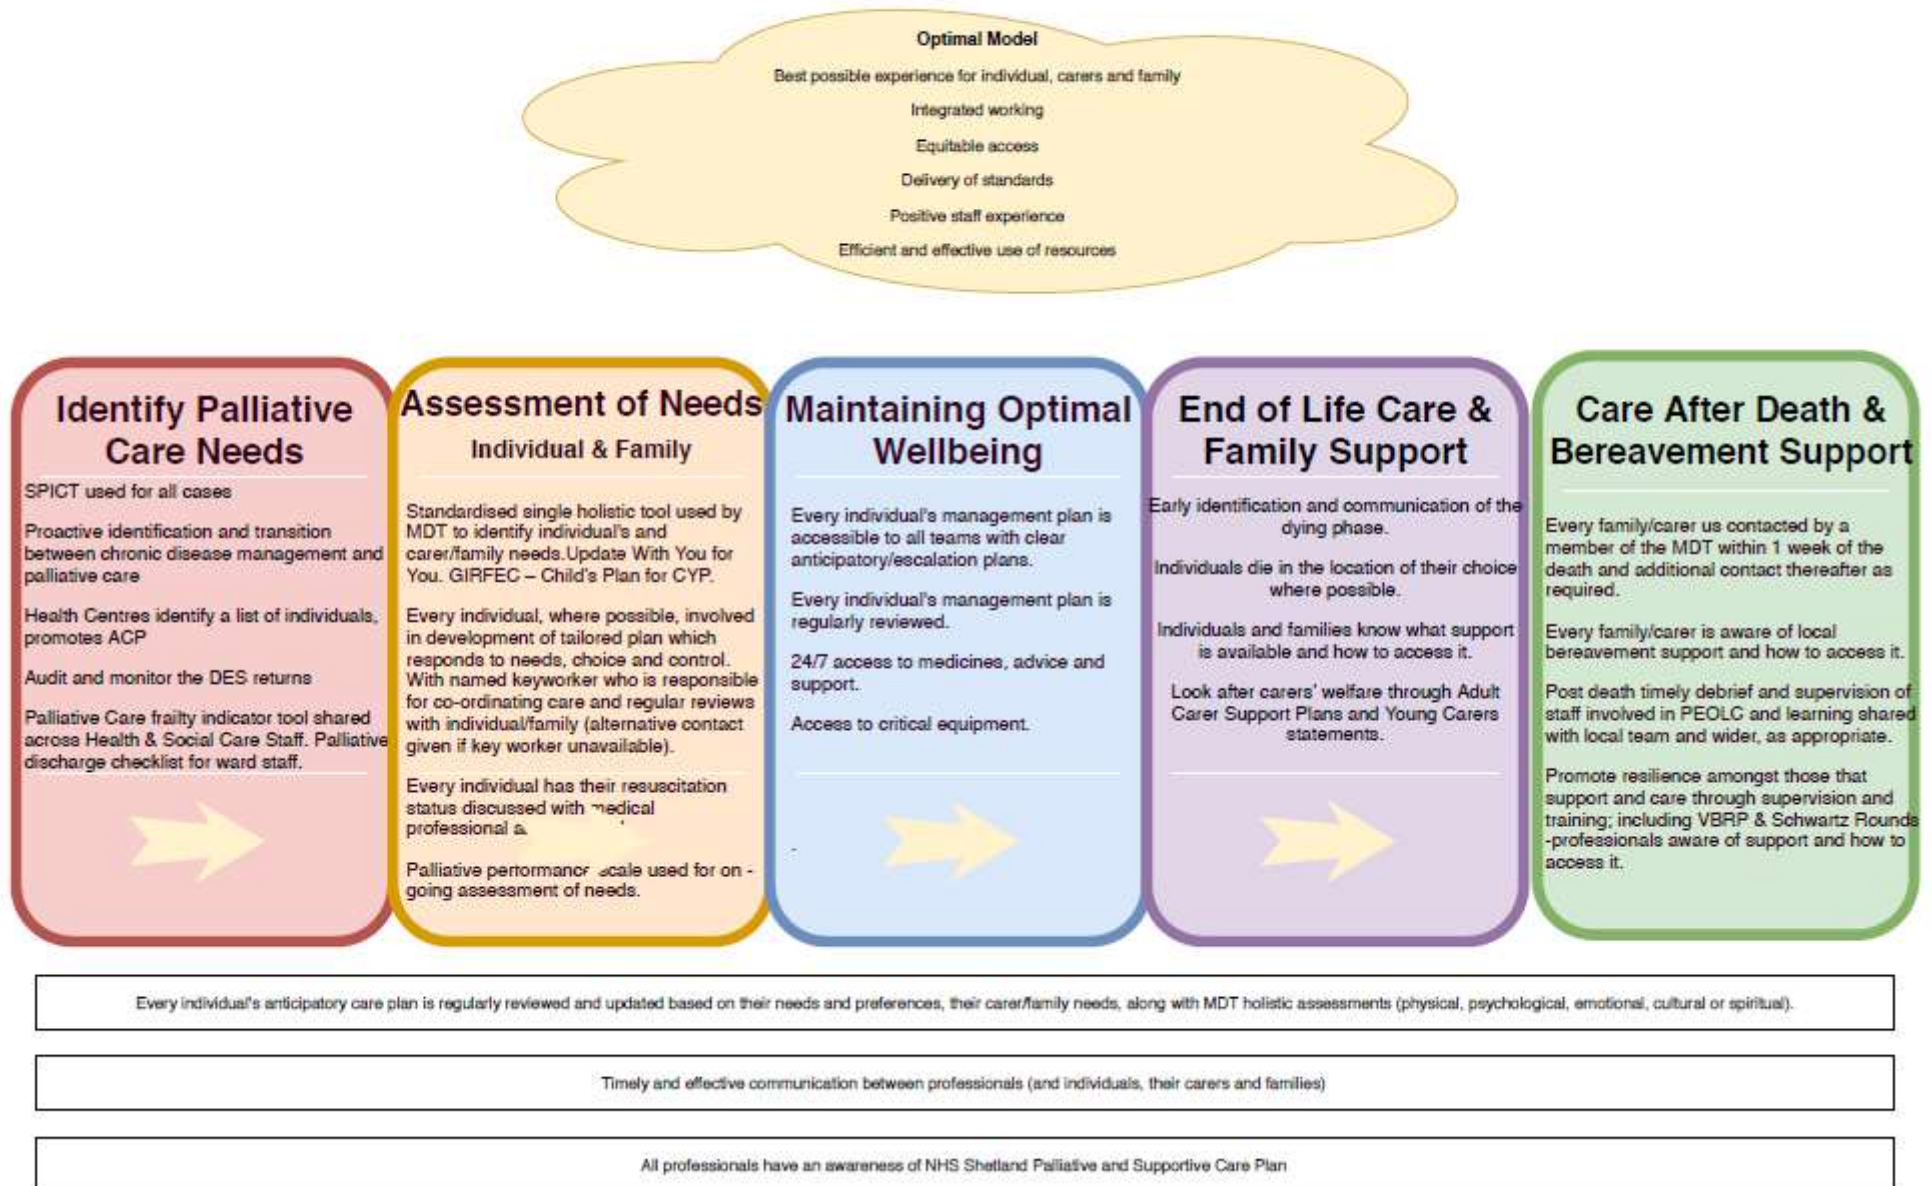 Optimal Model
Best possible experience for individual, carers and family
Integrated working
Equitable access
Delivery of standards
Positive staff experience
Efficient and effective use of resources
Identify Palliative
Care Needs
SPICT used for all cases
Proactive identification and transition
between chronic disease management and
palliative care
Health Centres identify a list of individuals,
promotes ACP
Audit and monitor the DES returns
Palliative Care frailty indicator tool shared
across Health & Social Care Staff. Palliative
discharge checklist for ward staff.
Assessment of Needs
Individual & Family
Standardised single holistic tool used by
MDT to identify individual's and
carer/family needs.Update With You for
You. GIRFEC – Child's Plan for CYP.
Every individual, where possible, involved
in development of tailored plan which
responds to needs, choice and control.
With named keyworker who is responsible
for co-ordinating care and regular reviews
with individual/family (alternative contact
given if key worker unavailable).
Every individual has their resuscitation
status discussed with medical
professional
Palliative performance scale used for on -
going assessment of needs.
Maintaining Optimal
Wellbeing
Every individual's management plan is
accessible to all teams with clear
anticipatory/escalation plans.
Every individual's management plan is
regularly reviewed.
24/7 access to medicines, advice and
support.
Access to critical equipment.
-
End of Life Care &
Family Support
Early identification and communication of the
dying phase.
Individuals die in the location of their choice
where possible.
Individuals and families know what support
is available and how to access it.
Look after carers' welfare through Adult
Carer Support Plans and Young Carers
statements.
Care After Death &
Bereavement Support
Every family/carer us contacted by a
member of the MDT within 1 week of the
death and additional contact thereafter as
required.
Every family/carer is aware of local
bereavement support and how to access it.
Post death timely debrief and supervision of
staff involved in PEOLC and learning shared
with local team and wider, as appropriate.
Promote resilience amongst those that
support and care through supervision and
training; including VBRP & Schwartz Rounds
-professionals aware of support and how to
access it.
Every individual's anticipatory care plan is regularly reviewed and updated based on their needs and preferences, their carer/family needs, along with MDT holistic assessments (physical, psychological, emotional, cultural or spiritual).
Timely and effective communication between professionals (and individuals, their carers and families)
All professionals have an awareness of NHS Shetland Palliative and Supportive Care Plan